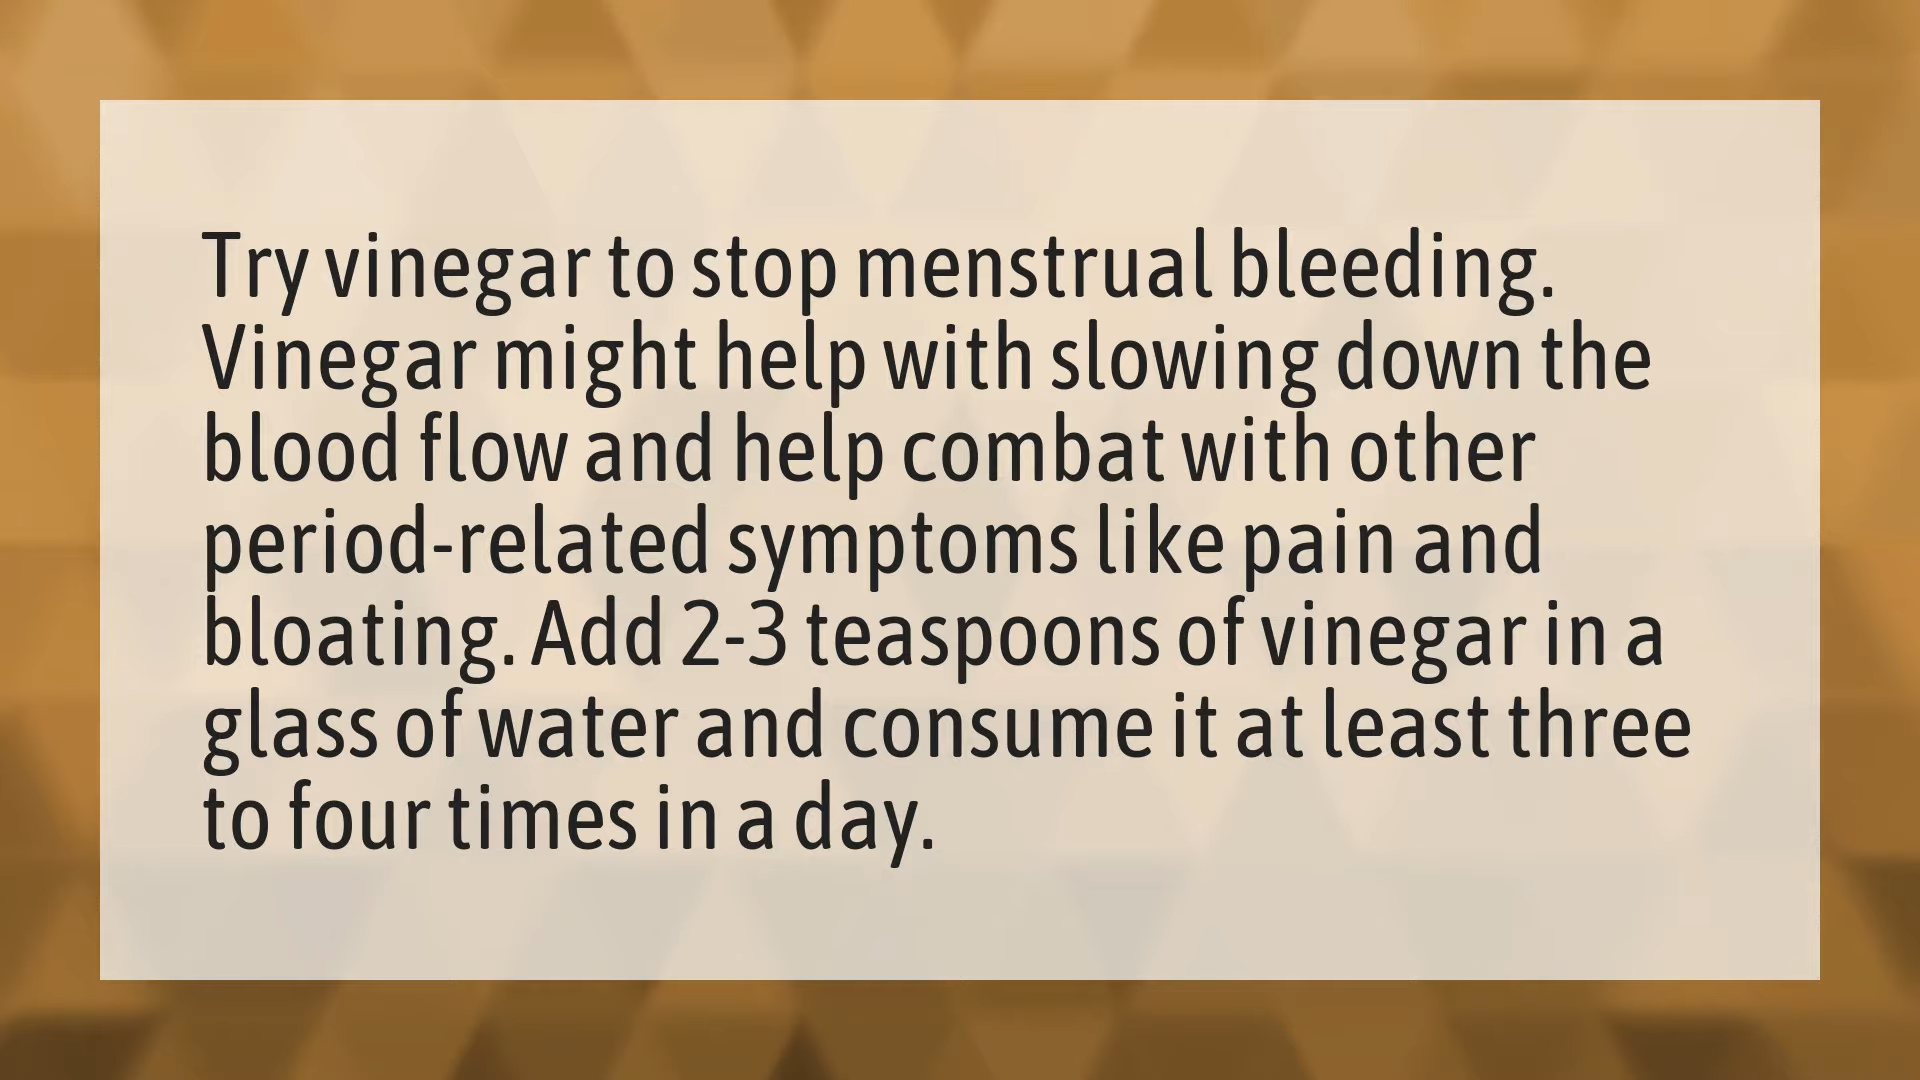 Try vinegar to stop menstrual bleeding.
Vinegar might help with slowing down the
blood flow and help combat with other
period-related symptoms like pain and
bloating. Add 2-3 teaspoons of vinegar in a
glass of water and consume it at least three
to four times in a day.